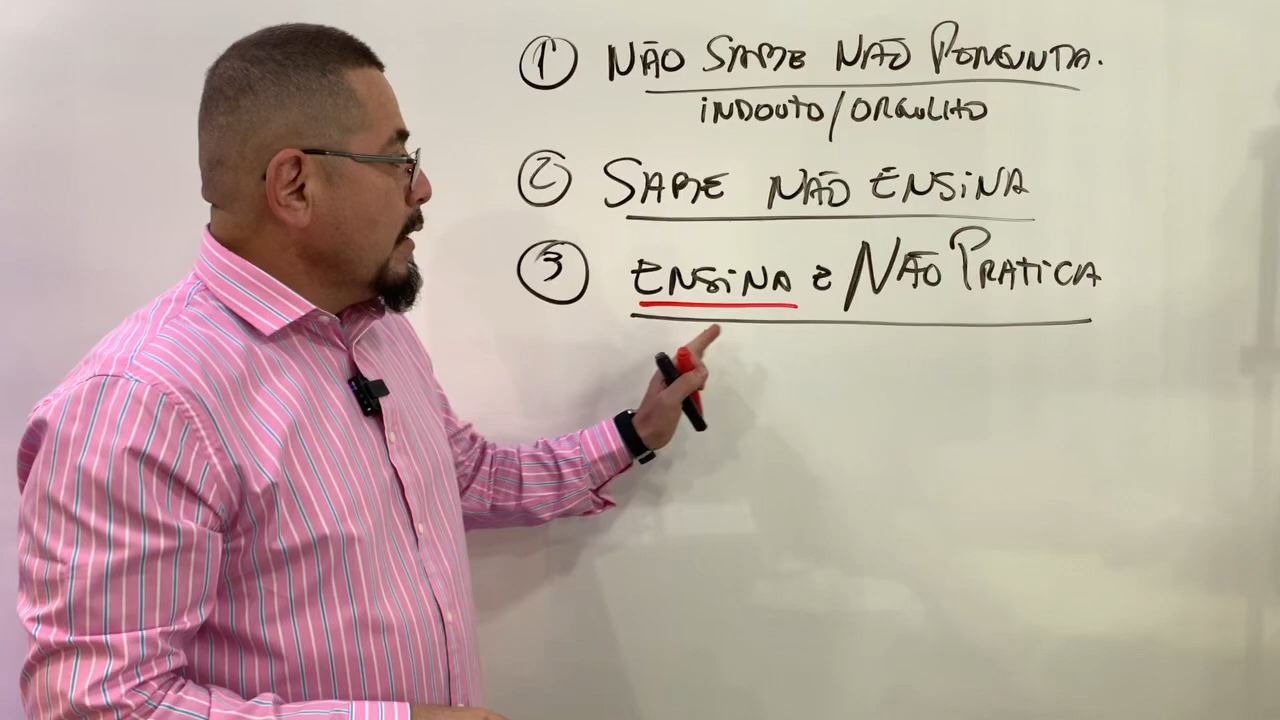 ① NÃO SABE NÃO PERGUNTA.
INDOUTO/ORGULHO
② SABE NÃO ENSINA
③ ENSINA E NÃO PRATICA